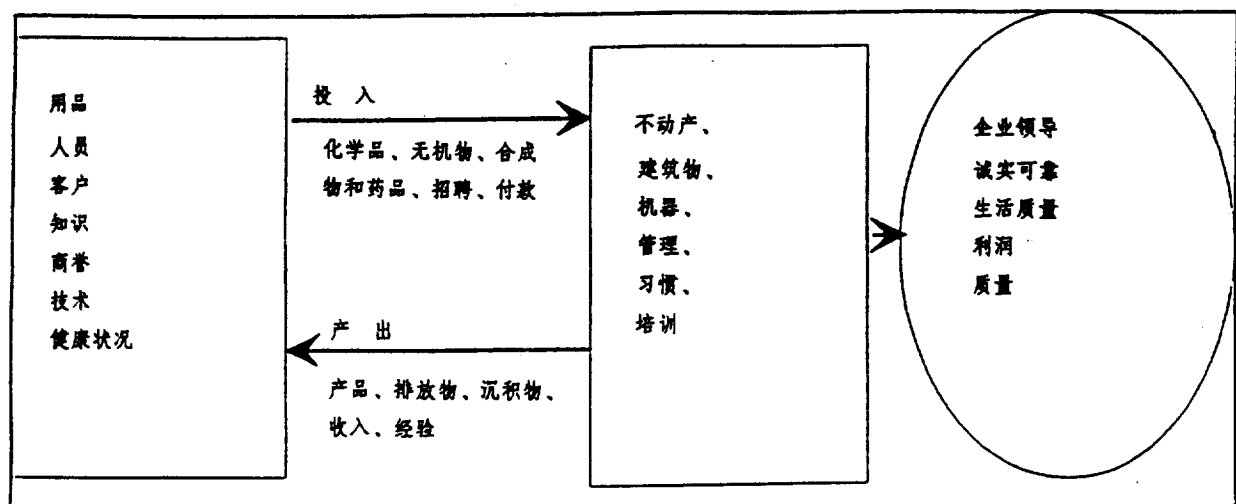 用品
人员
客户
知识
商誉
技术
健康状况
投 入
化学品、无机物、合成
物和药品、招聘、付款
产 出
产品、排放物、沉积物、
收入、经验
不动产、
建筑物、
机器、
管理、
习惯、
培训
企业领导
诚实可靠
生活质量
利润
质量